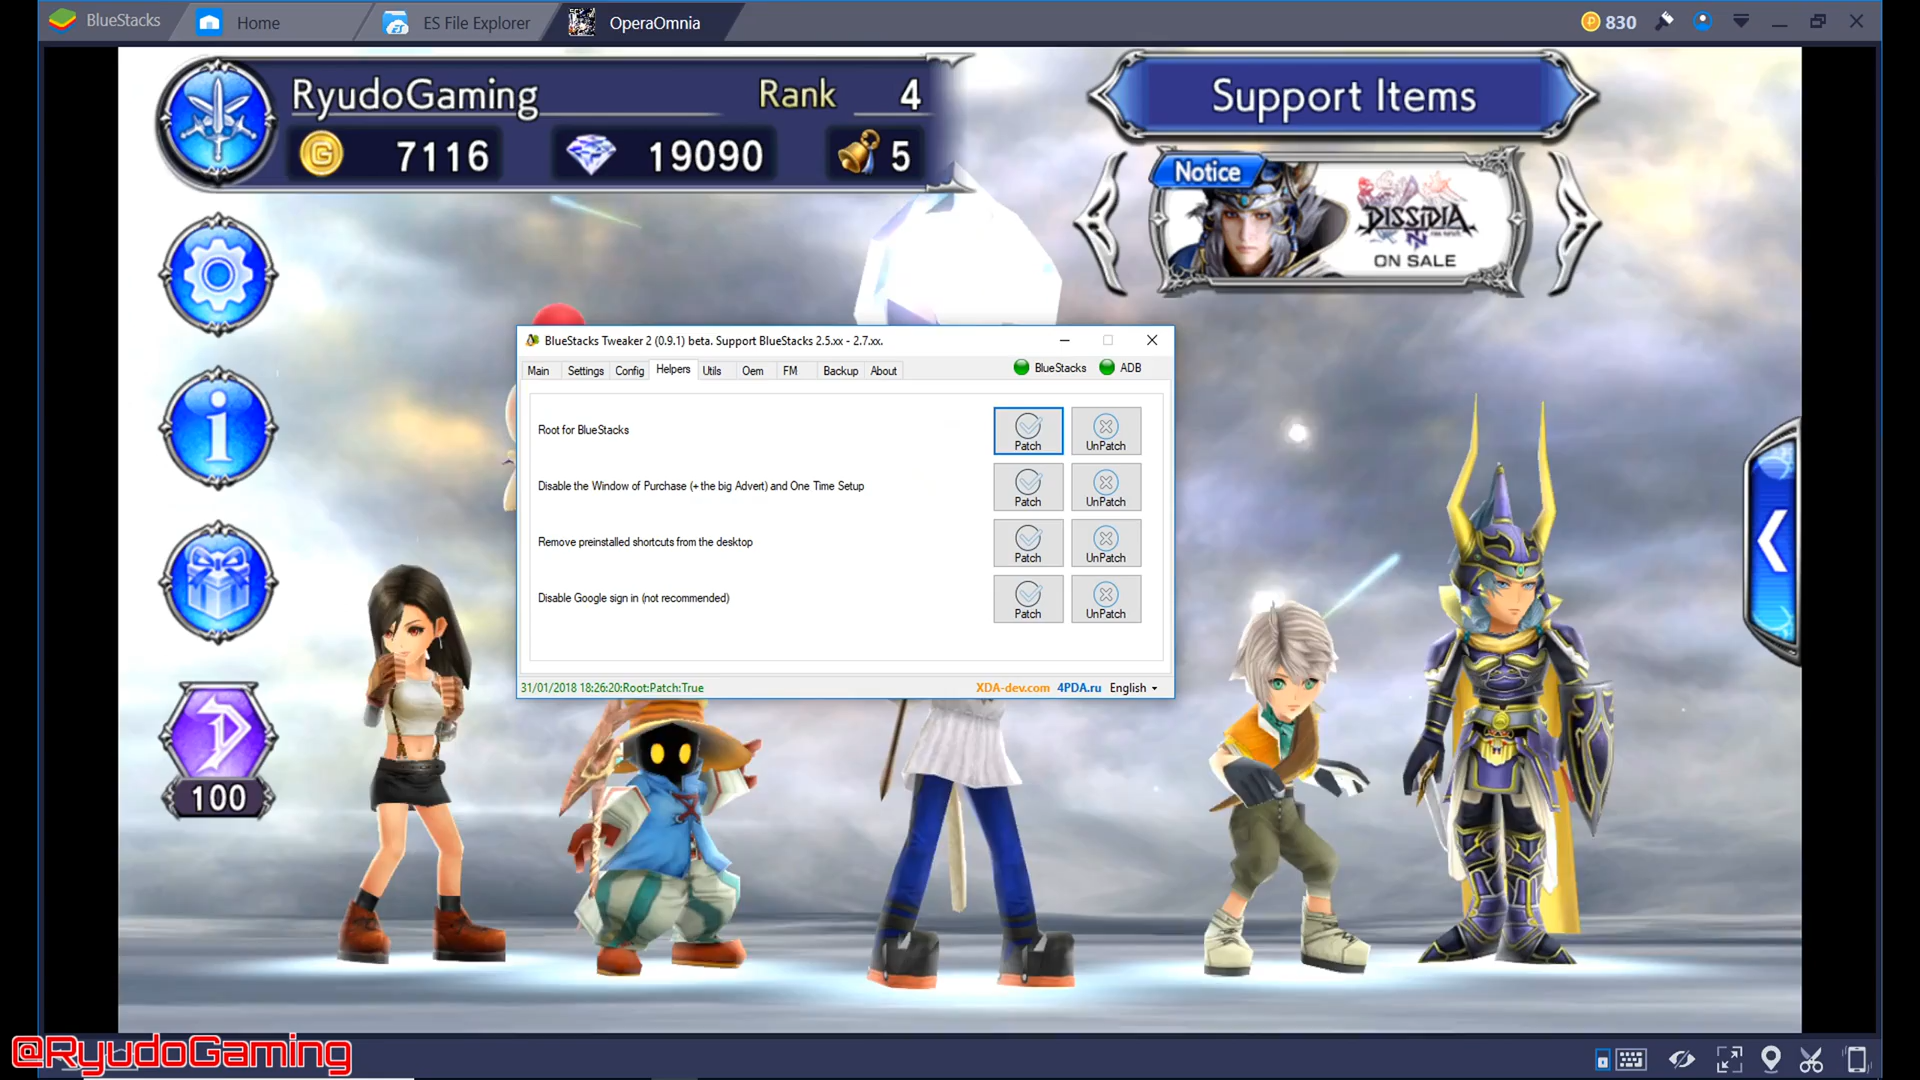 BlueStacks
Home
ES File Explorer
OperaOmnia
830
RyudoGaming
Rank 4
G 7116
19090
5
Support Items
Notice
DISSIDIA
NT
ON SALE
BlueStacks Tweaker 2 (0.9.1) beta. Support BlueStacks 2.5.xx - 2.7.xx.
Main
Settings
Config
Helpers
Utils
Oem
FM
Backup
About
BlueStacks
ADB
Root for BlueStacks
Patch
UnPatch
Disable the Window of Purchase (+ the big Advert) and One Time Setup
Patch
UnPatch
Remove preinstalled shortcuts from the desktop
Patch
UnPatch
Disable Google sign in (not recommended)
Patch
UnPatch
31/01/2018 18:26:20:Root:Patch:True
XDA-dev.com
4PDA.ru
English
100
@RyudoGaming